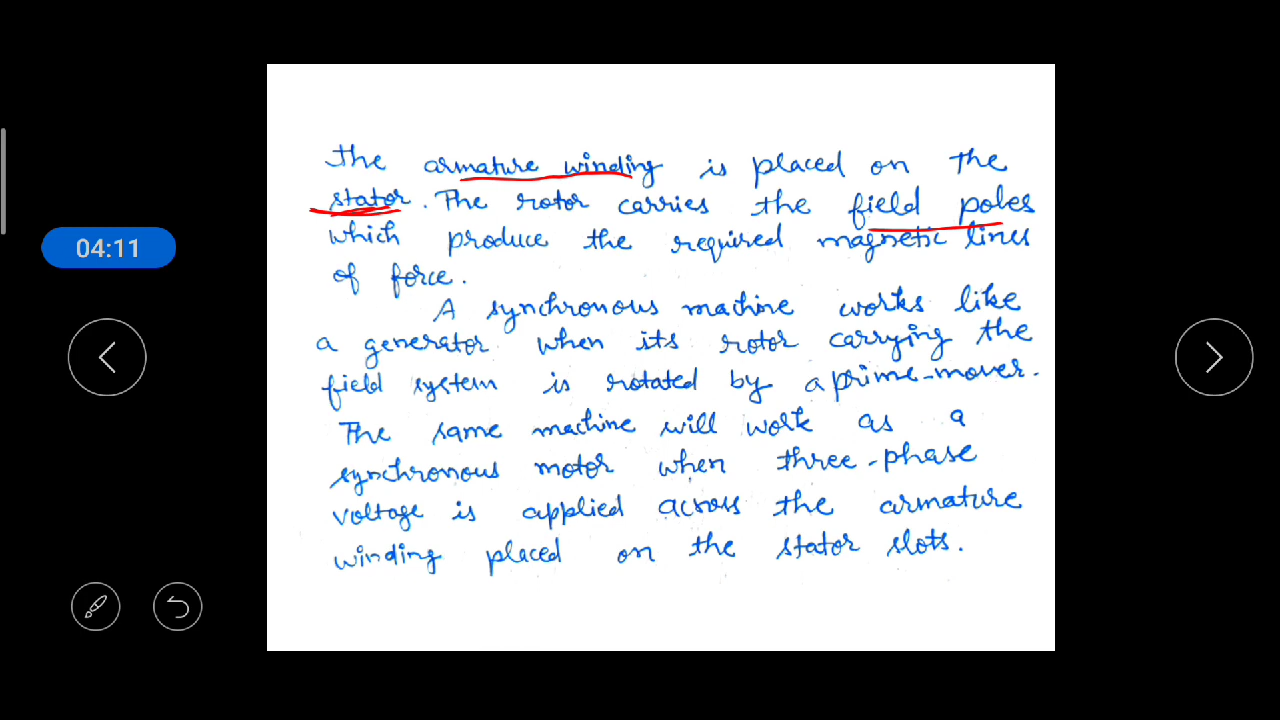 The armature winding is placed on the
stator. The rotor carries the field poles
which produce the required magnetic lines
of force.
A synchronous machine works like
a generator when its rotor carrying the
field system is rotated by a prime-mover.
The same machine will work as a
synchronous motor when three-phase
voltage is applied across the armature
winding placed on the stator slots.
04:11